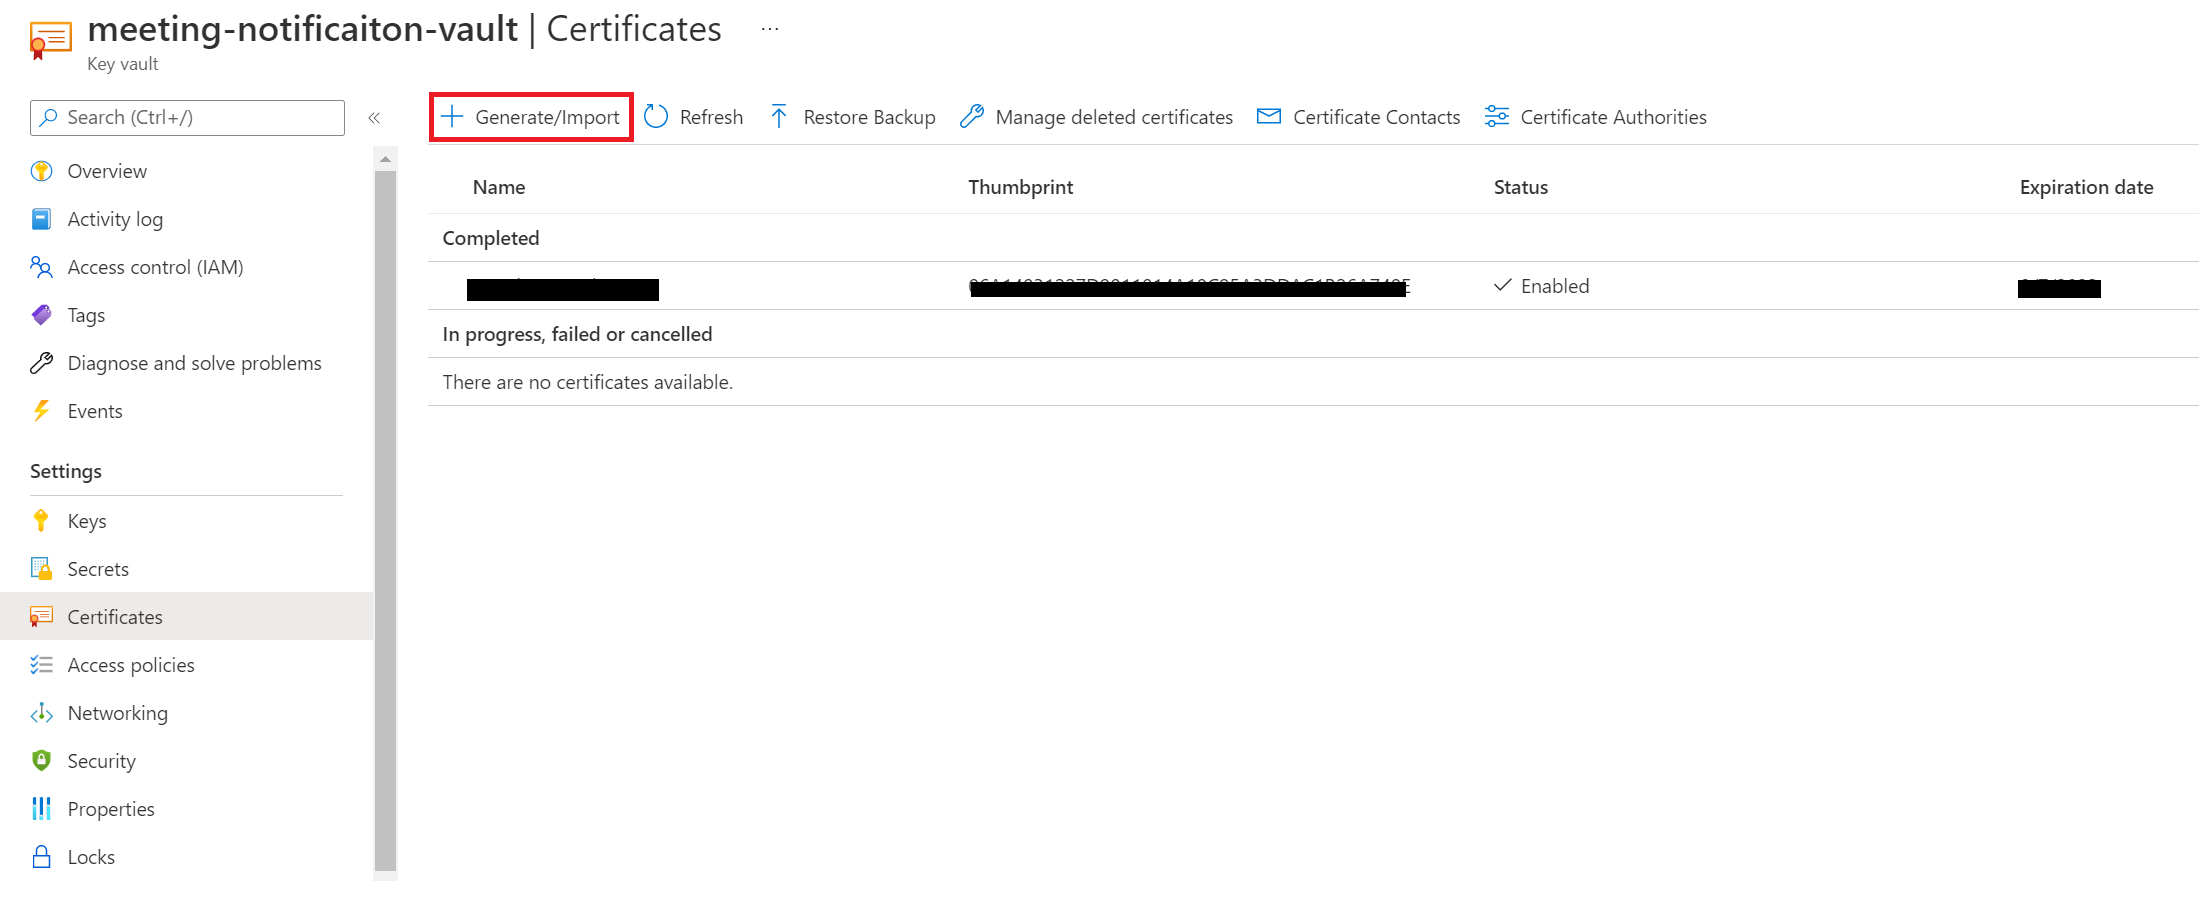 meeting-notificaiton-vault | Certificates ...
Key vault
Search (Ctrl+/)
«
Generate/Import
Refresh
Restore Backup
Manage deleted certificates
Certificate Contacts
Certificate Authorities
Overview
Activity log
Access control (IAM)
Tags
Diagnose and solve problems
Events
Settings
Keys
Secrets
Certificates
Access policies
Networking
Security
Properties
Locks
Name Thumbprint Status Expiration date
Completed
Enabled
In progress, failed or cancelled
There are no certificates available.